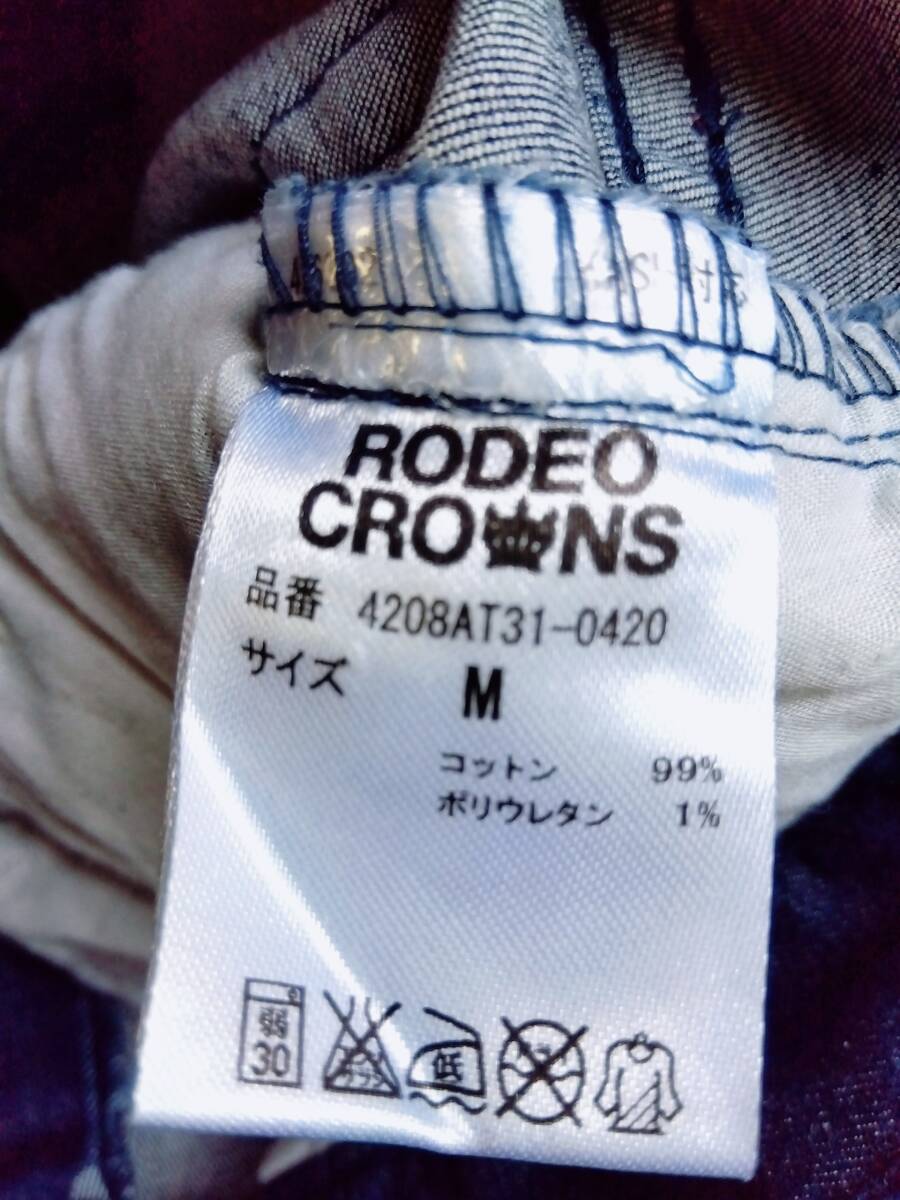 RODEO
CROWNS
品番 4208AT31-0420
サイズ M
コットン 99%
ポリウレタン 1%
弱
30
低